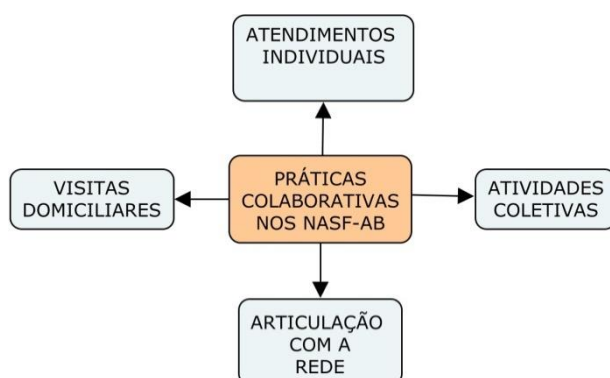 ATENDIMENTOS
INDIVIDUAIS
VISITAS
DOMICILIARES
PRÁTICAS
COLABORATIVAS
NOS NASF-AB
ATIVIDADES
COLETIVAS
ARTICULAÇÃO
COM A
REDE